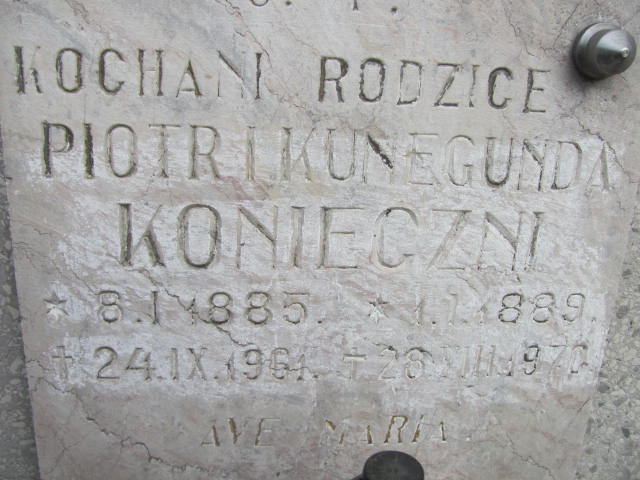 Ś. P.
KOCHANI RODZICE
PIOTR I KUNEGUNDA
KONIECZNI
* 8.I.1885. * 1.I.1889.
+ 24.IX.1961. + 28.VIII.1970
AVE MARIA